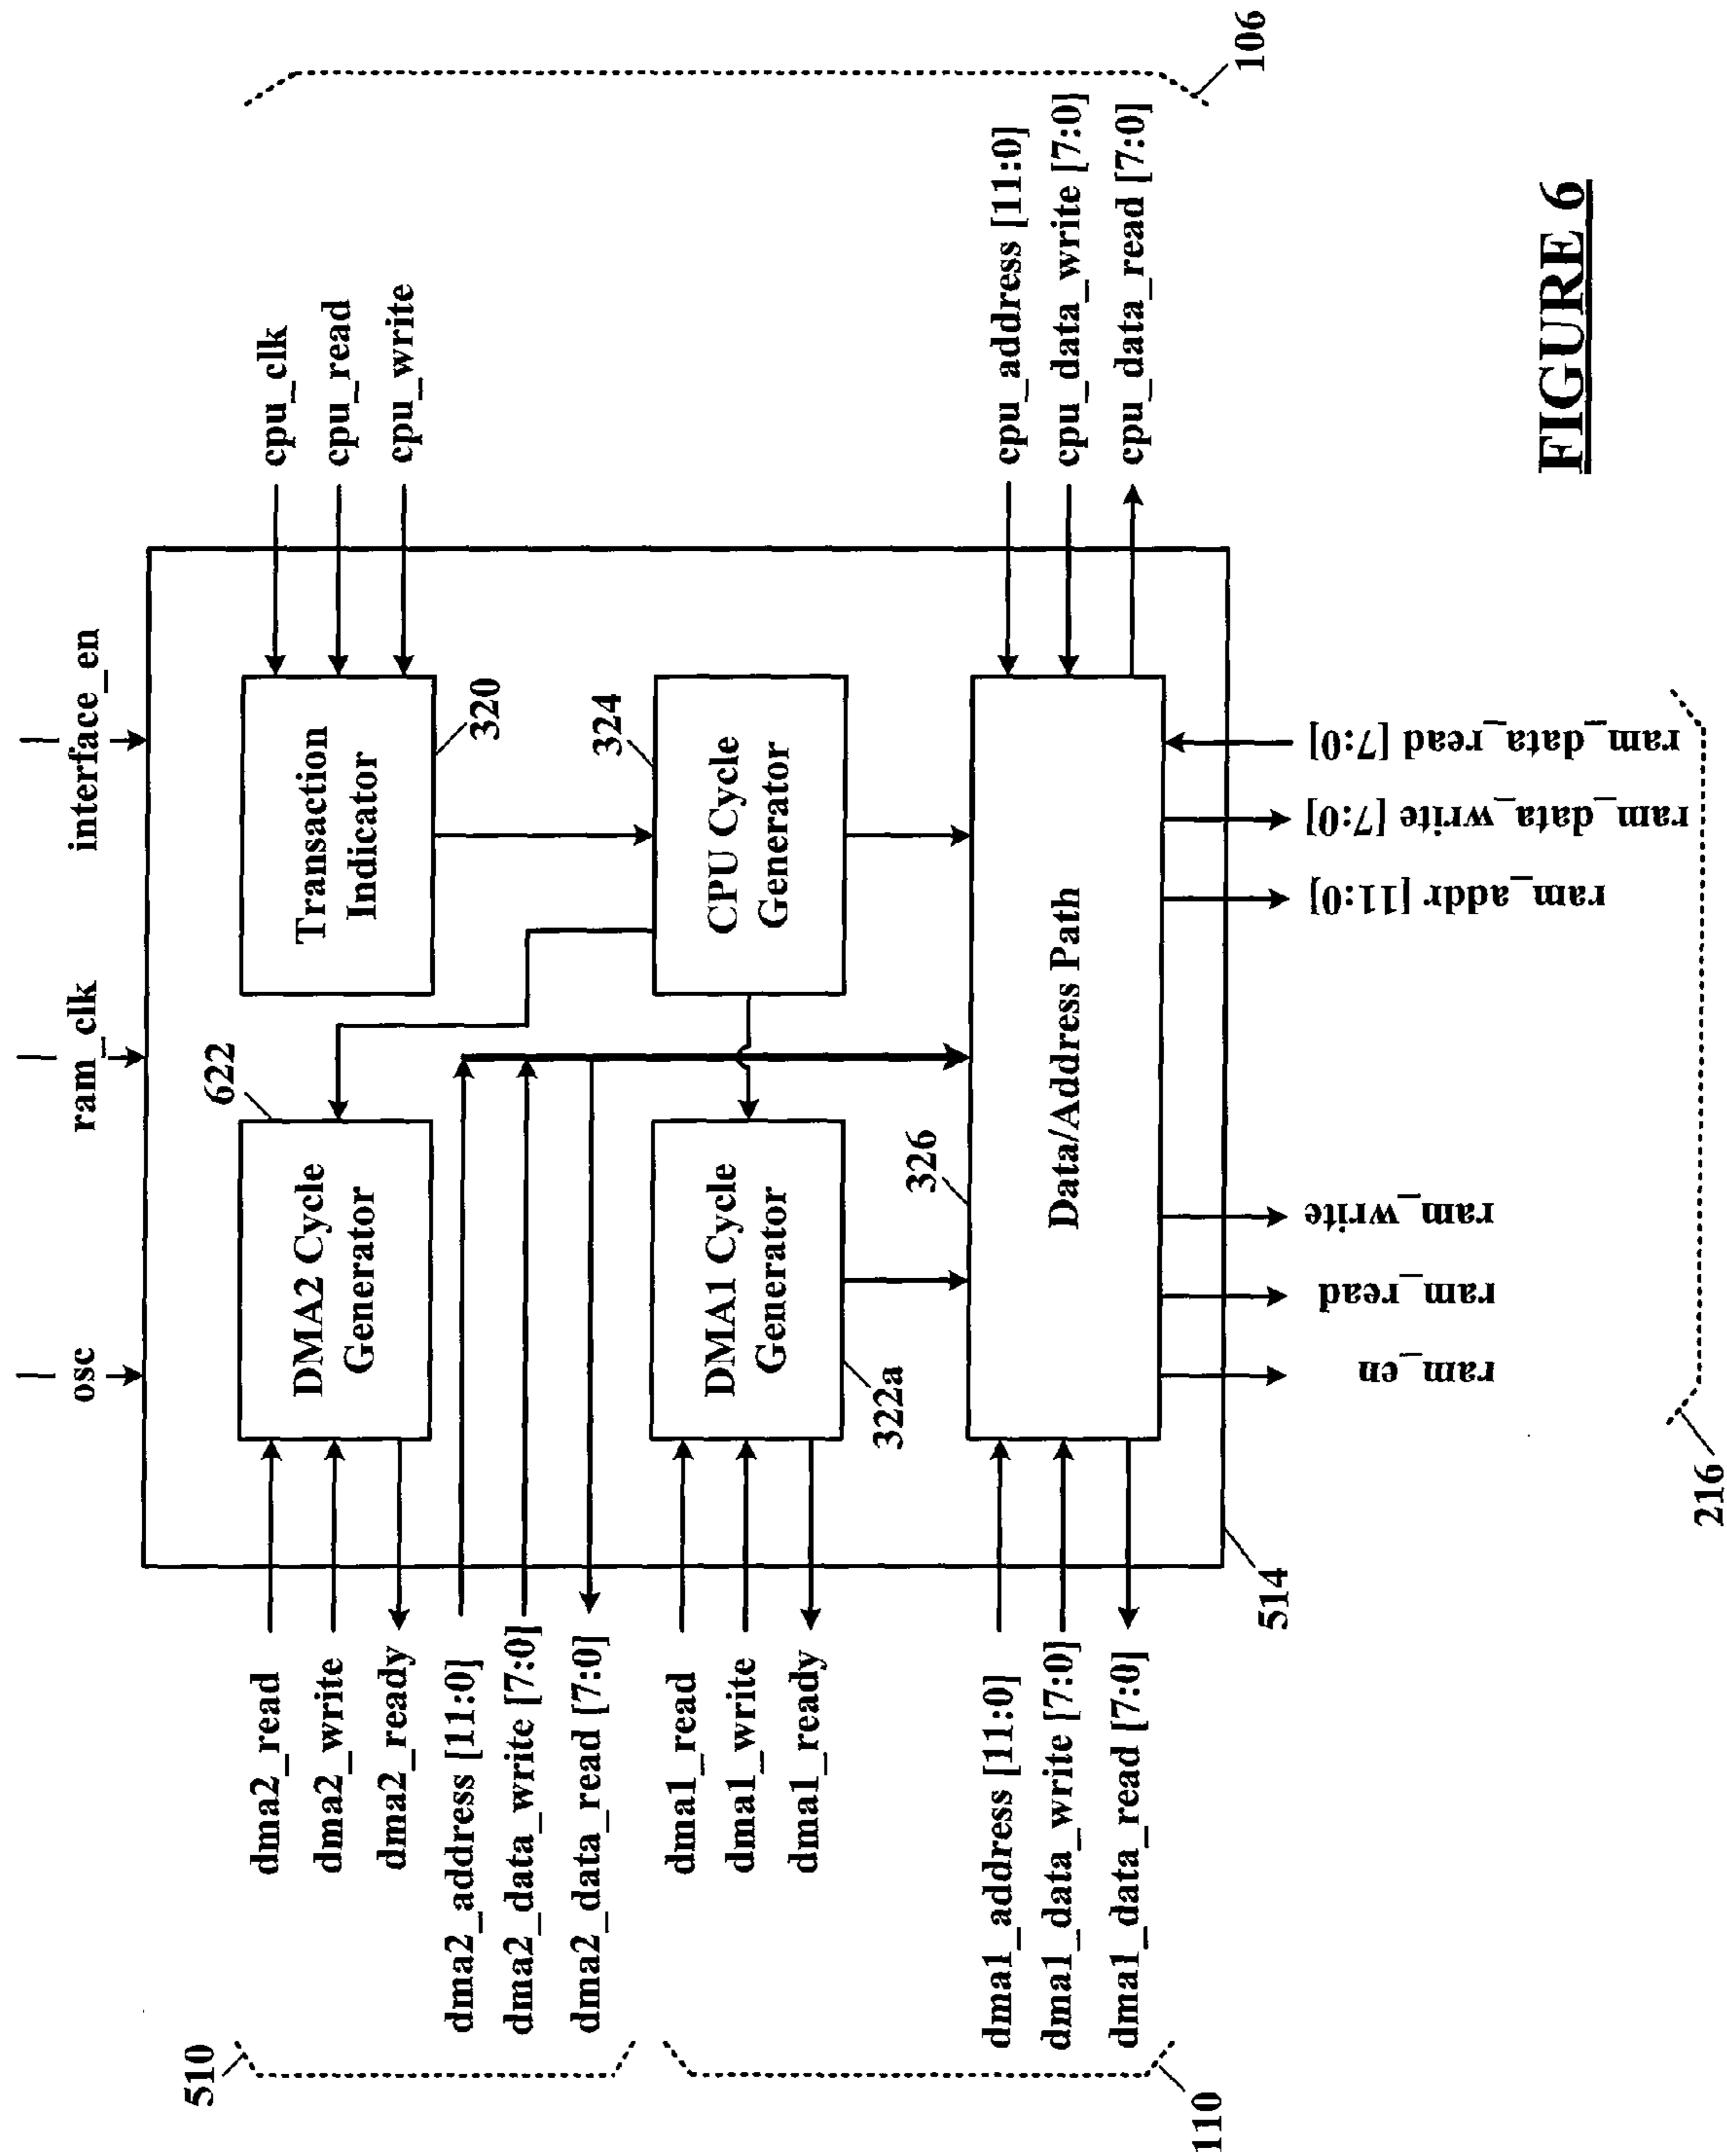 osc
ram_clk
interface_en
dma2_read
dma2_write
dma2_ready
dma2_address [11:0]
dma2_data_write [7:0]
dma2_data_read [7:0]
510
dma1_read
dma1_write
dma1_ready
dma1_address [11:0]
dma1_data_write [7:0]
dma1_data_read [7:0]
110
622
DMA2 Cycle
Generator
Transaction
Indicator
320
324
DMA1 Cycle
Generator
322a
CPU Cycle
Generator
326
Data/Address Path
514
cpu_clk
cpu_read
cpu_write
cpu_address [11:0]
cpu_data_write [7:0]
cpu_data_read [7:0]
106
ram_en
ram_read
ram_write
ram_addr [11:0]
ram_data_write [7:0]
ram_data_read [7:0]
216
FIGURE 6